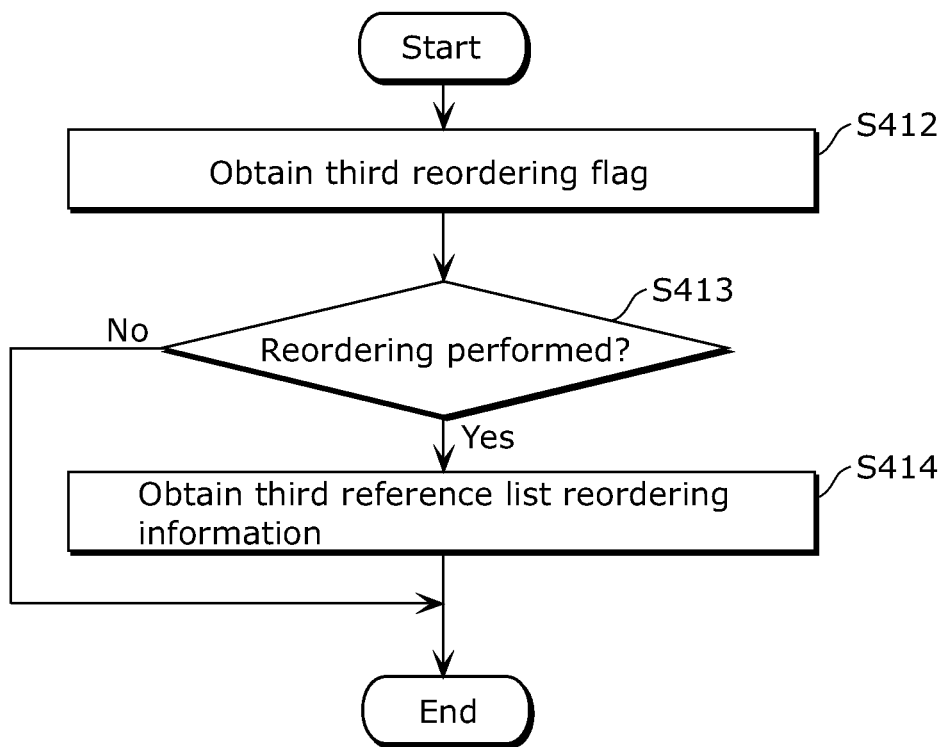 Start
S412
Obtain third reordering flag
S413
No
Reordering performed?
Yes
S414
Obtain third reference list reordering
information
End